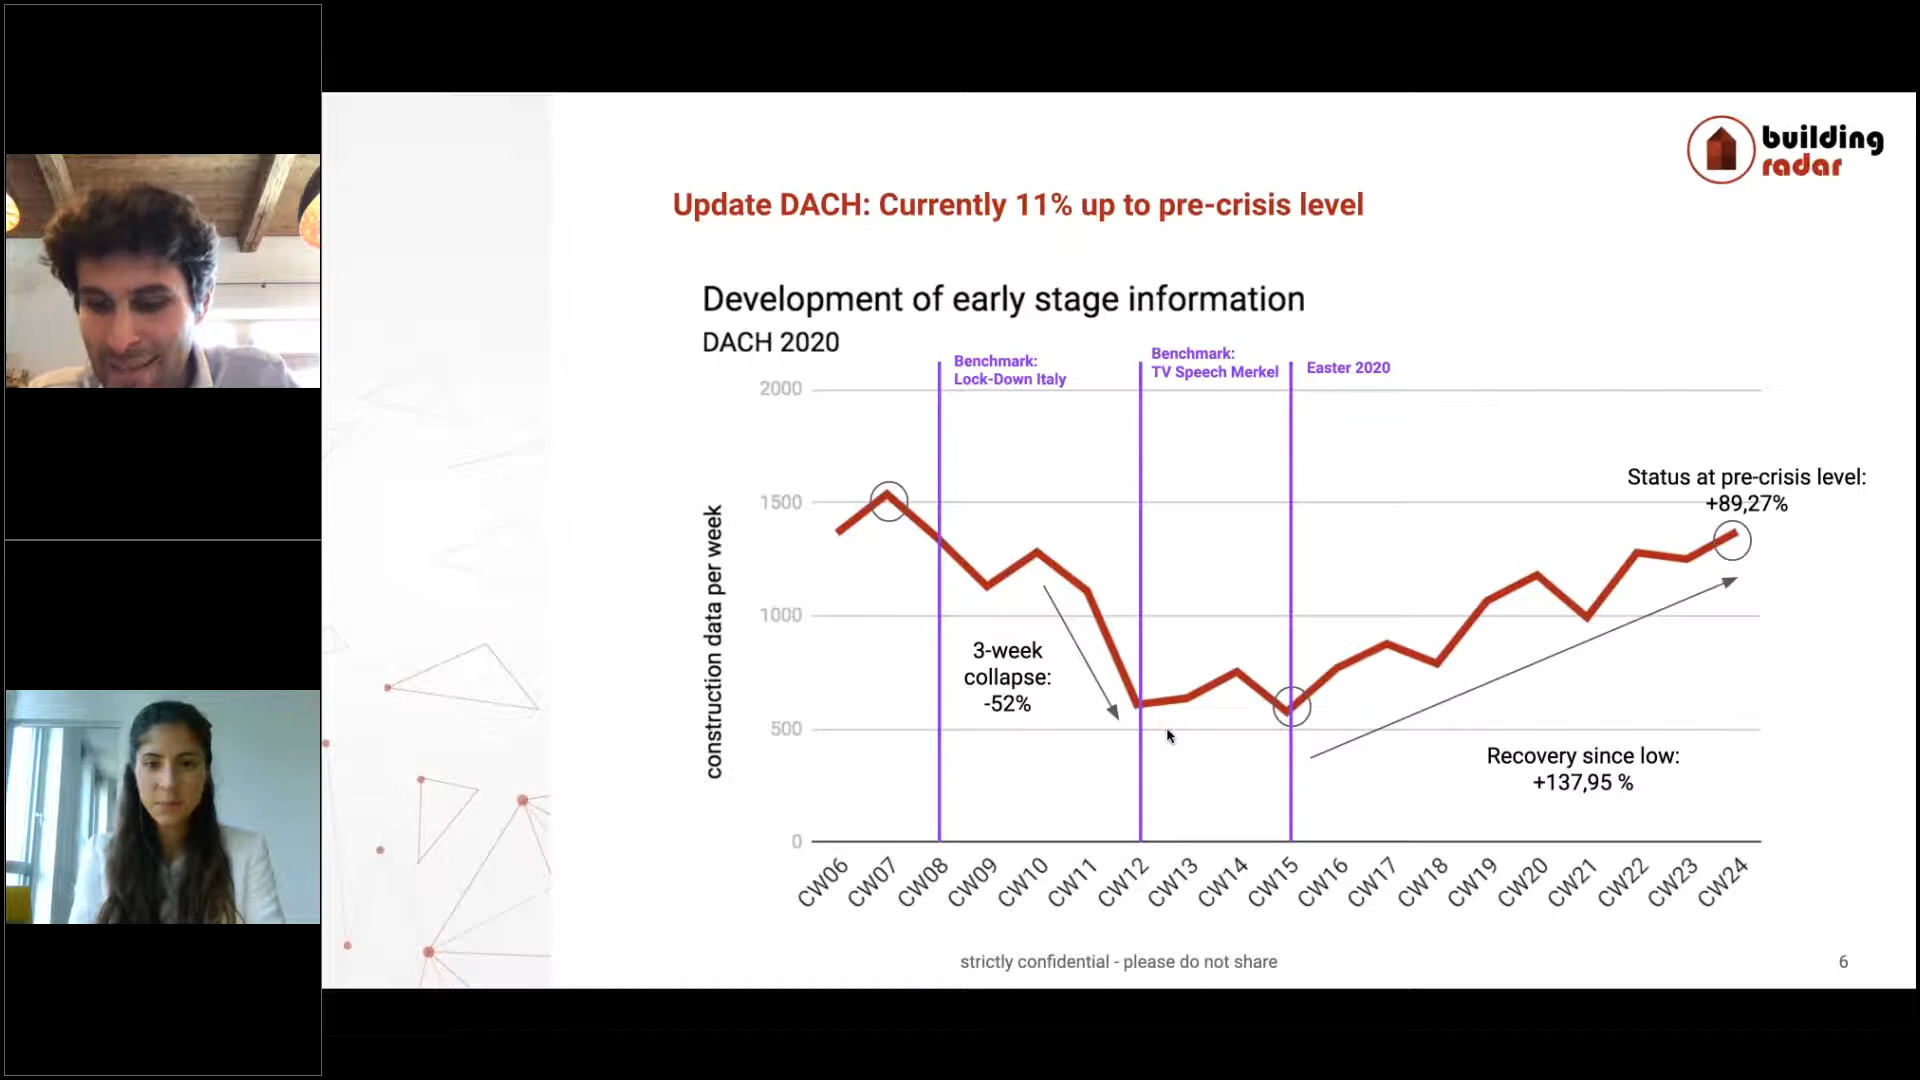 building
radar
Update DACH: Currently 11% up to pre-crisis level
Development of early stage information
DACH 2020
Benchmark:
Lock-Down Italy
Benchmark:
TV Speech Merkel
Easter 2020
2000
1500
1000
500
0
construction data per week
Status at pre-crisis level:
+89,27%
3-week
collapse:
-52%
Recovery since low:
+137,95 %
CW06
CW07
CW08
CW09
CW10
CW11
CW12
CW13
CW14
CW15
CW16
CW17
CW18
CW19
CW20
CW21
CW22
CW23
CW24
strictly confidential - please do not share
6